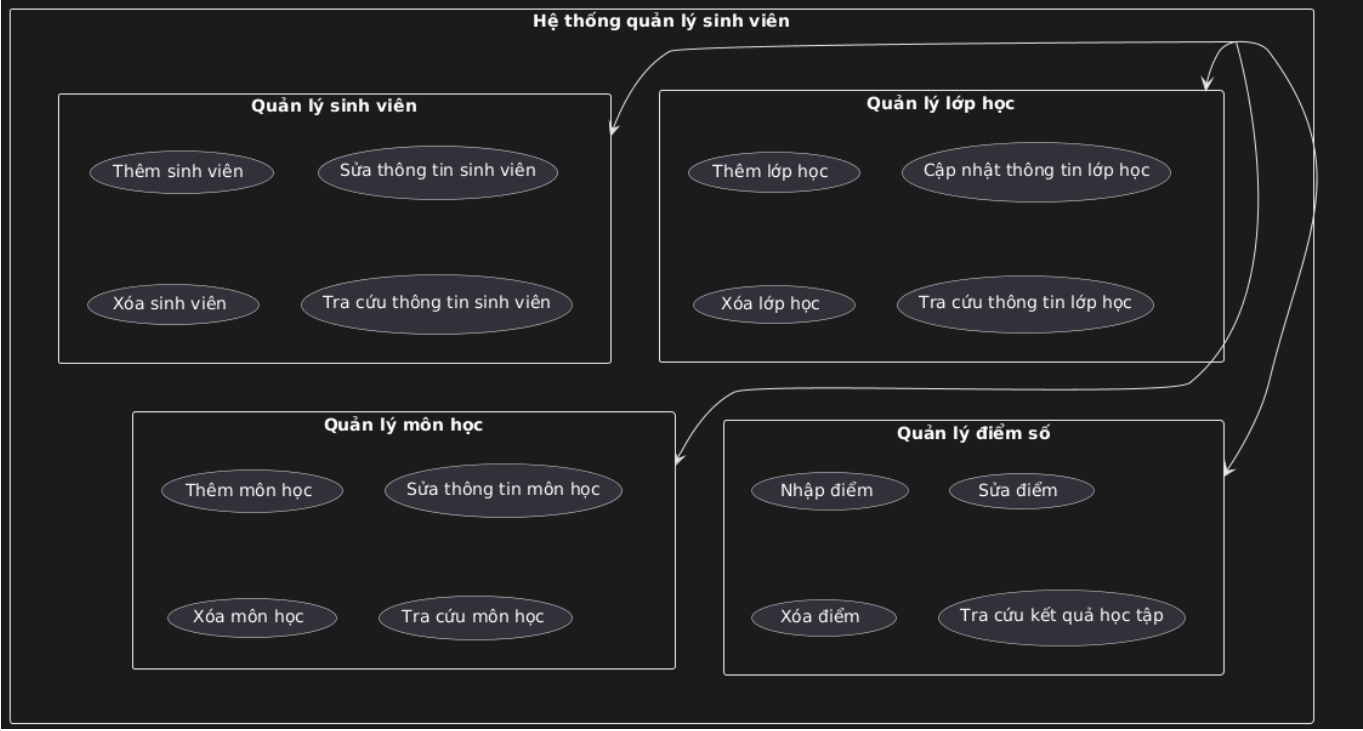 Hệ thống quản lý sinh viên
Quản lý sinh viên
Thêm sinh viên
Sửa thông tin sinh viên
Xóa sinh viên
Tra cứu thông tin sinh viên
Quản lý lớp học
Thêm lớp học
Cập nhật thông tin lớp học
Xóa lớp học
Tra cứu thông tin lớp học
Quản lý môn học
Thêm môn học
Sửa thông tin môn học
Xóa môn học
Tra cứu môn học
Quản lý điểm số
Nhập điểm
Sửa điểm
Xóa điểm
Tra cứu kết quả học tập